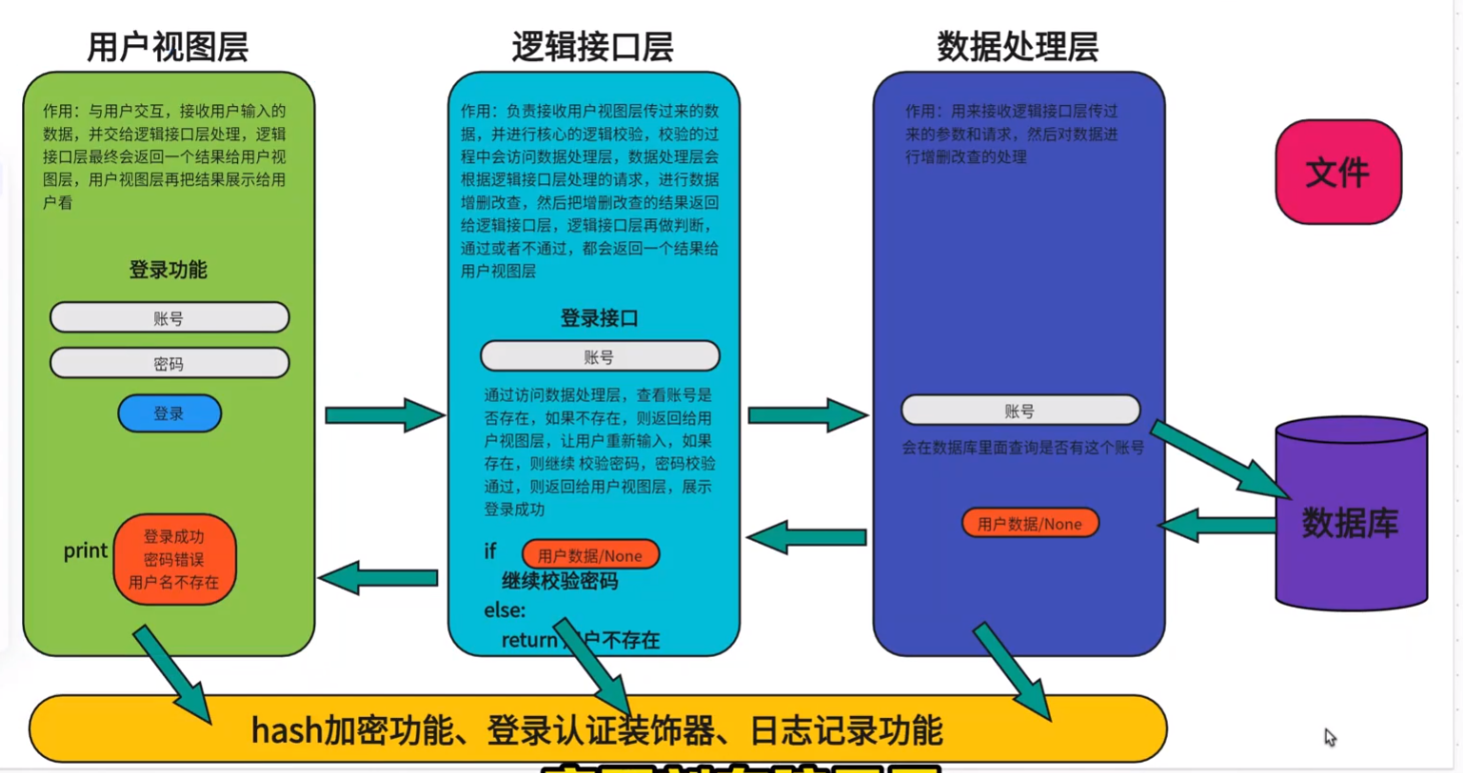 用户视图层
作用：与用户交互，接收用户输入的
数据，并交给逻辑接口层处理，逻辑
接口层最终会返回一个结果给用户视
图层，用户视图层再把结果展示给用
户看
登录功能
账号
密码
登录
print
登录成功
密码错误
用户名不存在
逻辑接口层
作用：负责接收用户视图层传过来的数
据，并进行核心的逻辑校验，校验的过
程中会访问数据处理层，数据处理层会
根据逻辑接口层处理的请求，进行数据
增删改查，然后把增删改查的结果返回
给逻辑接口层，逻辑接口层再做判断，
通过或者不通过，都会返回一个结果给
用户视图层
登录接口
账号
通过访问数据处理层，查看账号是
否存在，如果不存在，则返回给用
户视图层，让用户重新输入，如果
存在，则继续 校验密码，密码校验
通过，则返回给用户视图层，展示
登录成功
if 用户数据/None
继续校验密码
else:
return 户不存在
数据处理层
作用：用来接收逻辑接口层传过
来的参数和请求，然后对数据进
行增删改查的处理
账号
会在数据库里面查询是否有这个账号
用户数据/None
文件
数据库
hash加密功能、登录认证装饰器、日志记录功能